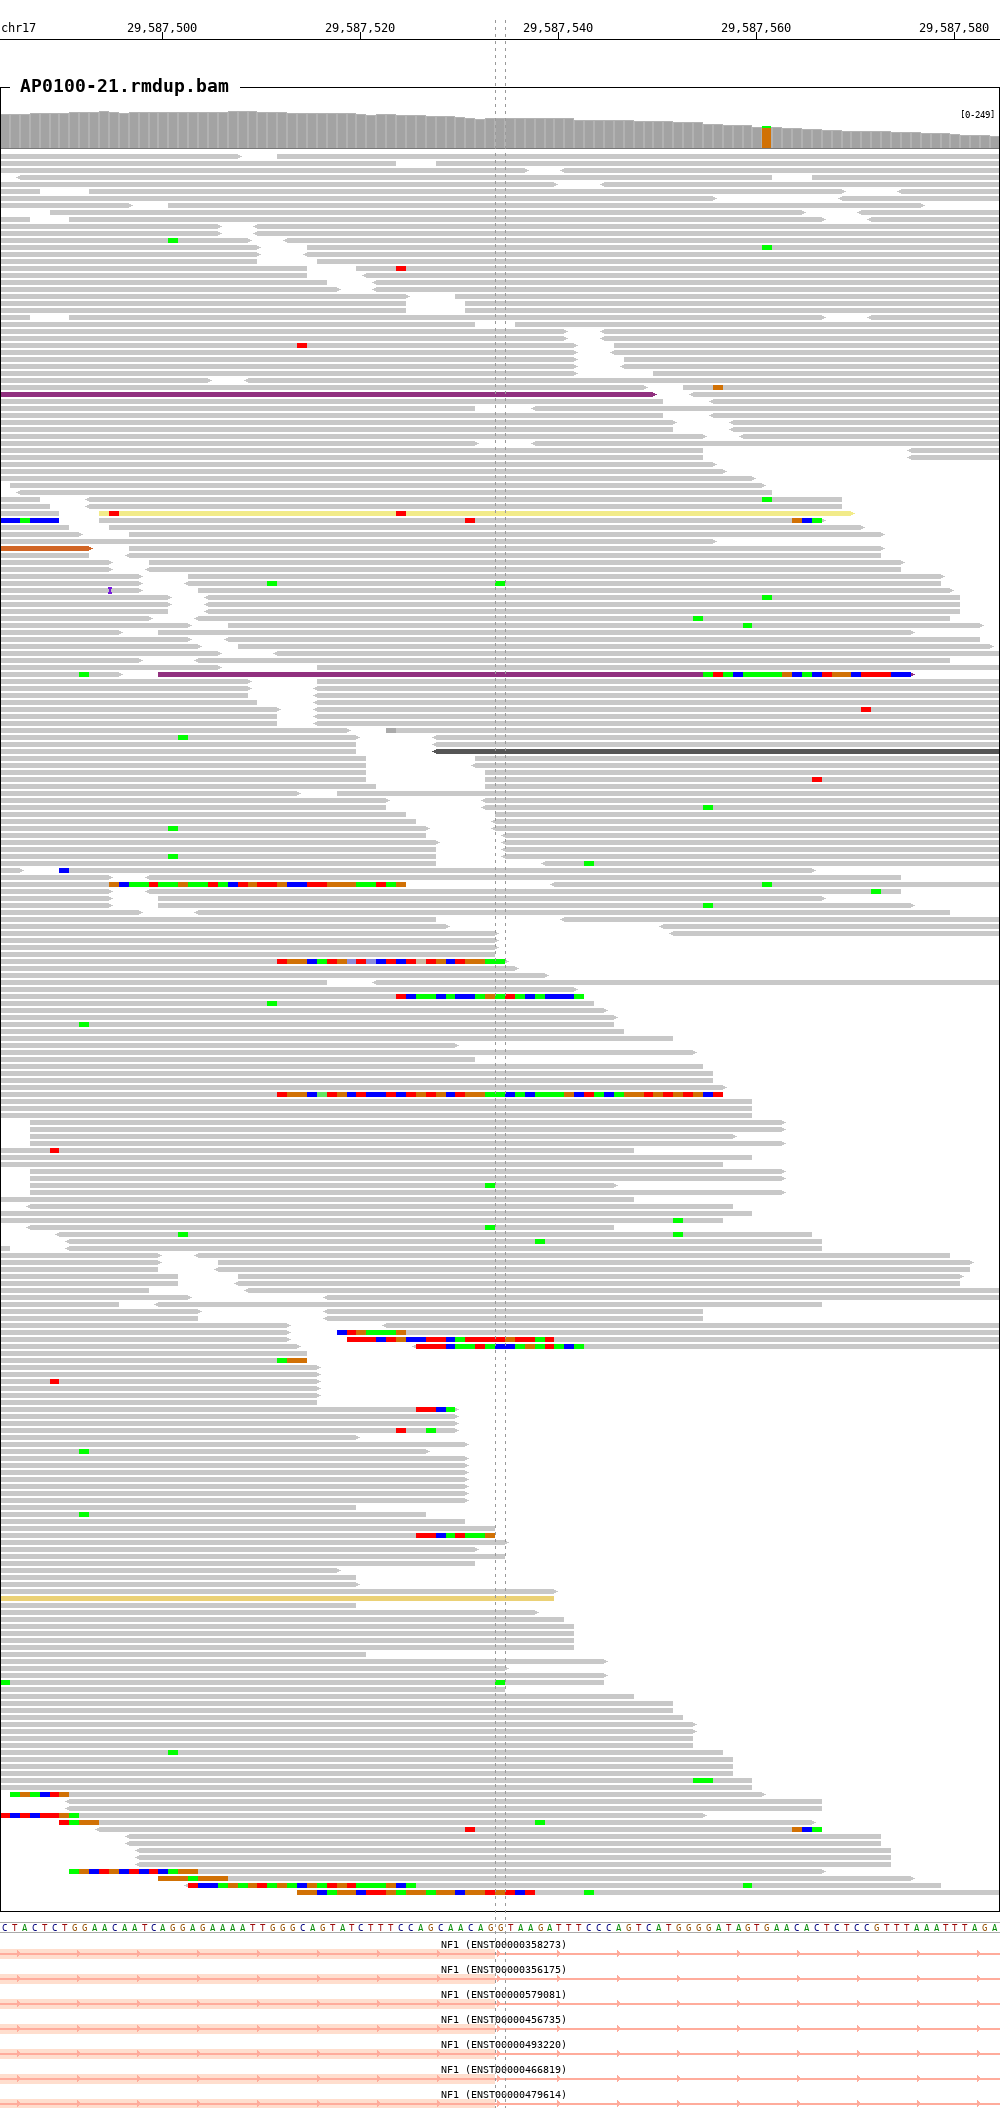 chr17 29,587,500 29,587,520 29,587,540 29,587,560 29,587,580
AP0100-21.rmdup.bam
[0-249]
CTACTCTGGAACAATCAGGAGAAAATTGGGCAGTATCTTTCCAGCAACAGGTAAGATTTCCCAGTCATGGGGATAGTGAACACTCTCCGTTTAAATTTAGA
NF1 (ENST00000358273)
NF1 (ENST00000356175)
NF1 (ENST00000579081)
NF1 (ENST00000456735)
NF1 (ENST00000493220)
NF1 (ENST00000466819)
NF1 (ENST00000479614)